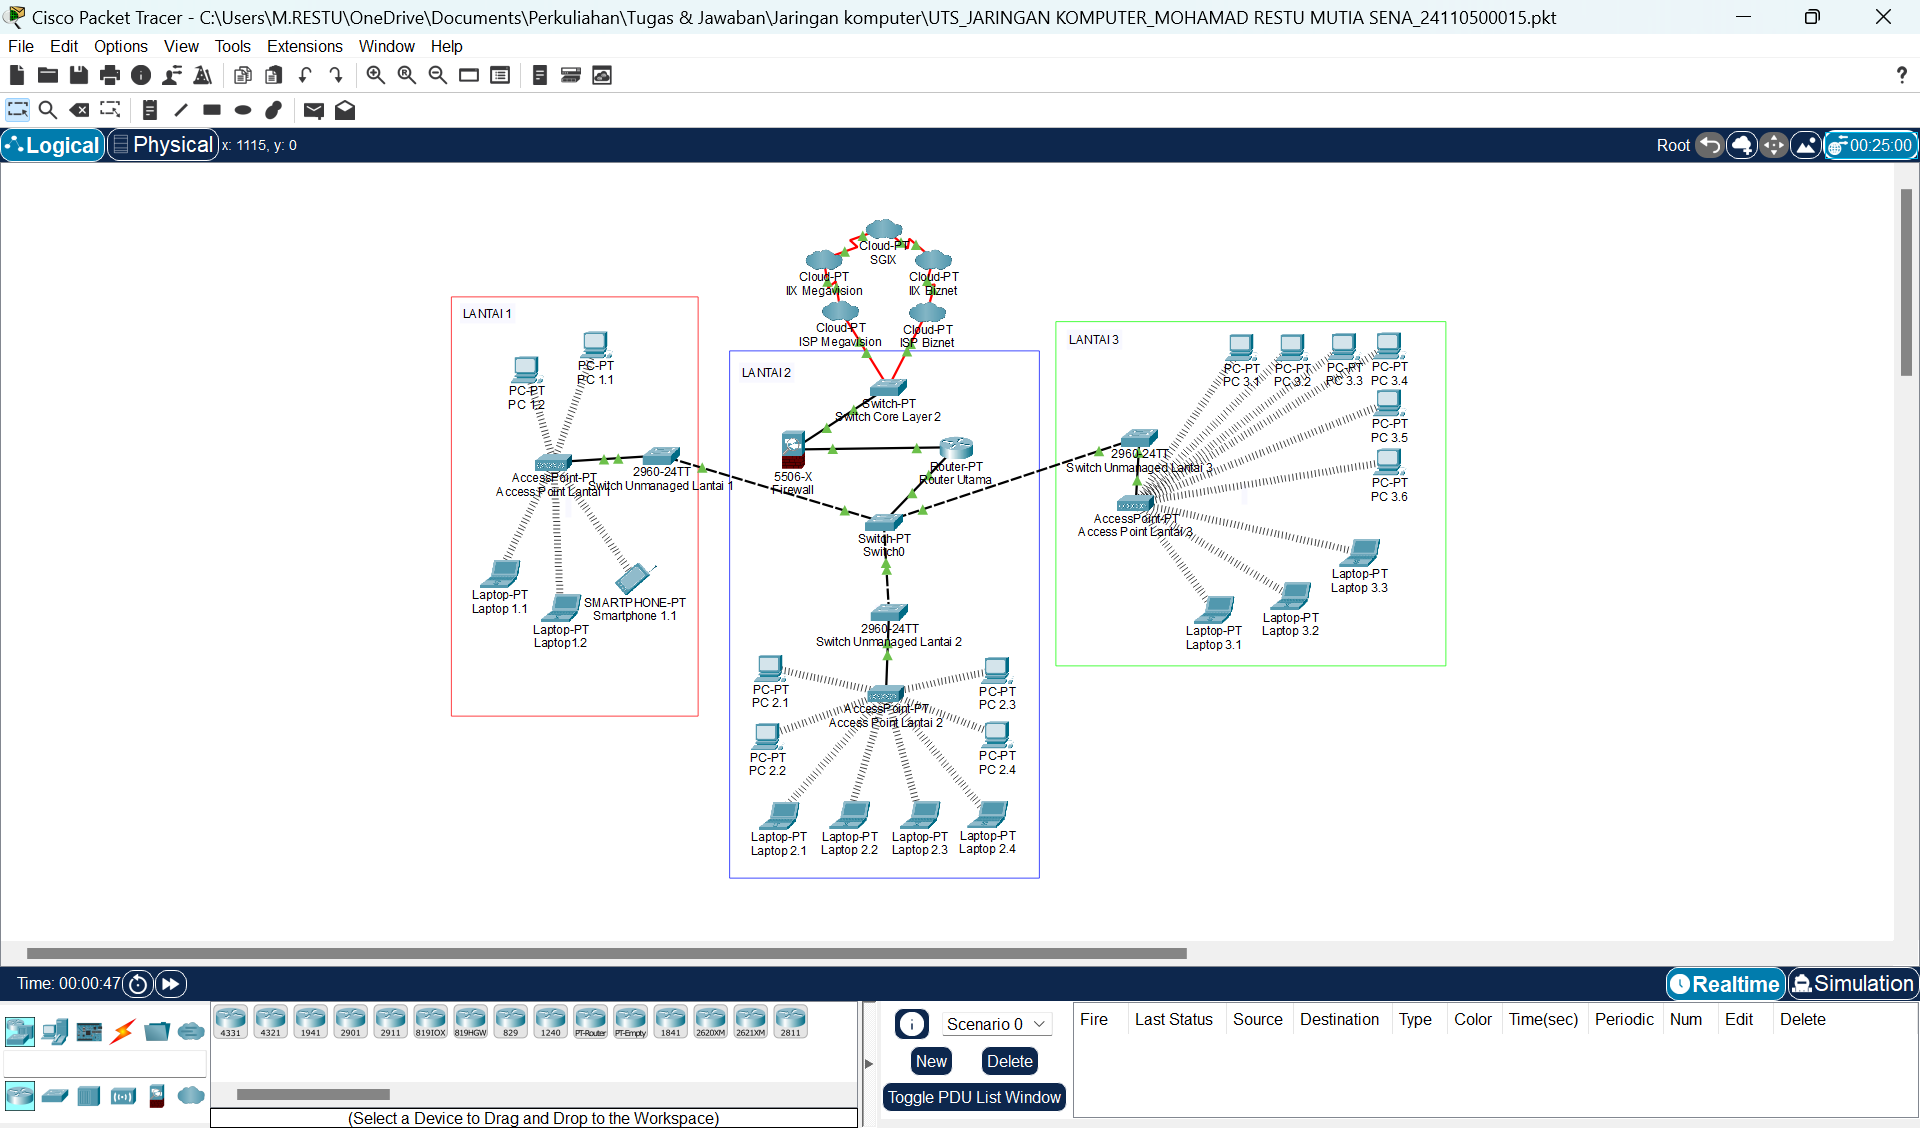 Cisco Packet Tracer - C:\Users\M.RESTU\OneDrive\Documents\Perkuliahan\Tugas & Jawaban\Jaringan komputer\UTS_JARINGAN KOMPUTER_MOHAMAD RESTU MUTIA SENA_24110500015.pkt
File Edit Options View Tools Extensions Window Help
?
Logical Physical x: 1115, y: 0 Root 00:25:00
Cloud-PT
SGIX
Cloud-PT
IIX Megavision
Cloud-PT
IIX Biznet
Cloud-PT
ISP Megavision
Cloud-PT
ISP Biznet
LANTAI 1
PC-PT
PC 1.1
PC-PT
PC 1.2
AccessPoint-PT
Access Point Lantai 1
2960-24TT
Switch Unmanaged Lantai 1
Laptop-PT
Laptop 1.1
Laptop-PT
Laptop1.2
SMARTPHONE-PT
Smartphone 1.1
LANTAI 2
Switch-PT
Switch Core Layer 2
5506-X
Firewall
Router-PT
Router Utama
Switch-PT
Switch0
2960-24TT
Switch Unmanaged Lantai 2
AccessPoint-PT
Access Point Lantai 2
PC-PT
PC 2.1
PC-PT
PC 2.2
PC-PT
PC 2.3
PC-PT
PC 2.4
Laptop-PT
Laptop 2.1
Laptop-PT
Laptop 2.2
Laptop-PT
Laptop 2.3
Laptop-PT
Laptop 2.4
LANTAI 3
PC-PT
PC 3.1
PC-PT
PC 3.2
PC-PT
PC 3.3
PC-PT
PC 3.4
PC-PT
PC 3.5
PC-PT
PC 3.6
2960-24TT
Switch Unmanaged Lantai 3
AccessPoint-PT
Access Point Lantai 3
Laptop-PT
Laptop 3.1
Laptop-PT
Laptop 3.2
Laptop-PT
Laptop 3.3
Time: 00:00:47 Realtime Simulation
4331 4321 1941 2901 2911 819IOX 819HGW 829 1240 PT-Router PT-Empty 1841 2620XM 2621XM 2811
(Select a Device to Drag and Drop to the Workspace)
Scenario 0
New Delete
Toggle PDU List Window
Fire Last Status Source Destination Type Color Time(sec) Periodic Num Edit Delete